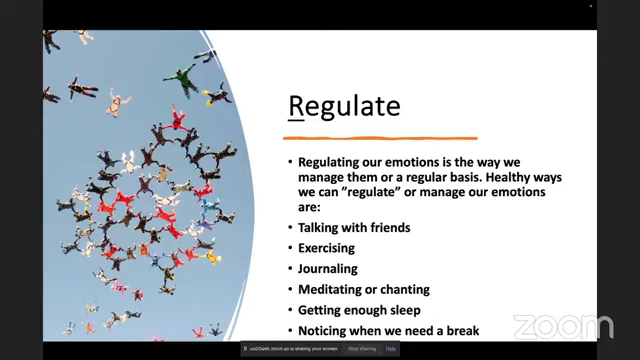 Regulate
• Regulating our emotions is the way we
manage them or a regular basis. Healthy ways
we can ”regulate” or manage our emotions
are:
• Talking with friends
• Exercising
• Journaling
• Meditating or chanting
• Getting enough sleep
• Noticing when we need a break
zoom
is sharing your screen
Stop sharing
Help